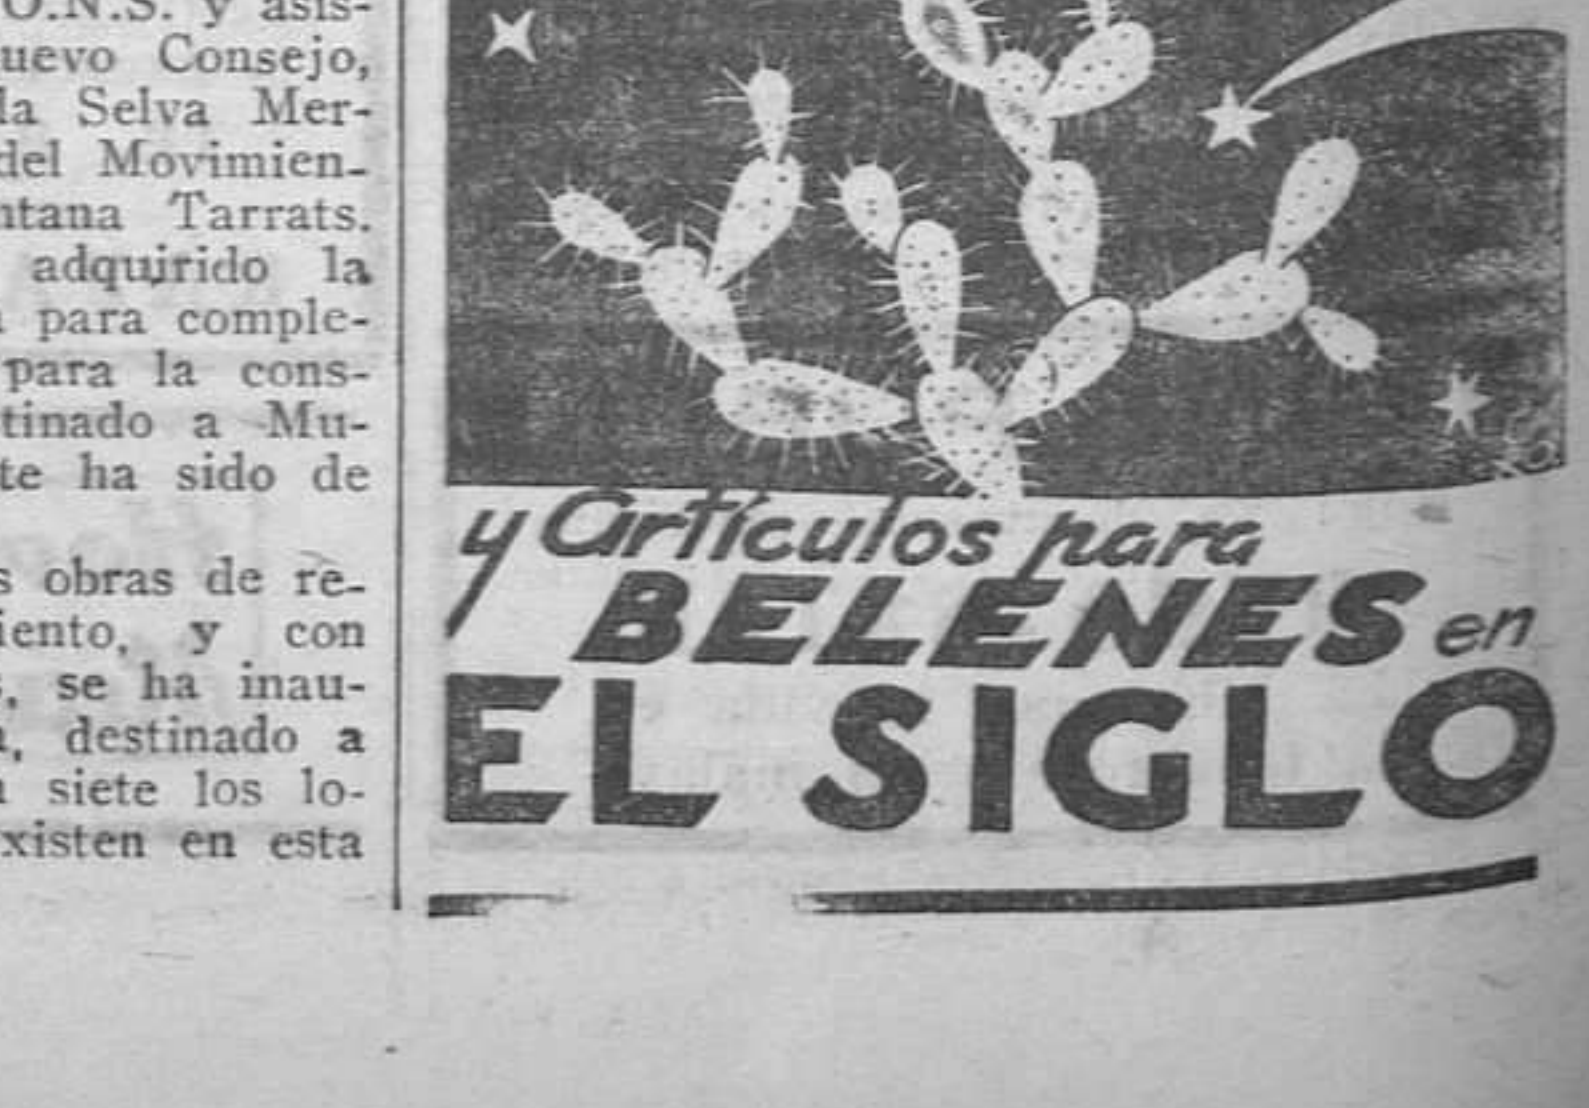 O.N.S. y asis-
uevo Consejo,
la Selva Mer-
del Movimien-
ntana Tarrats.
adquirido la
para comple-
para la cons-
tinado a Mu-
te ha sido de
s obras de re-
iento, y con
, se ha inau-
, destinado a
siete los lo-
xisten en esta
y artículos para
BELENES en
EL SIGLO